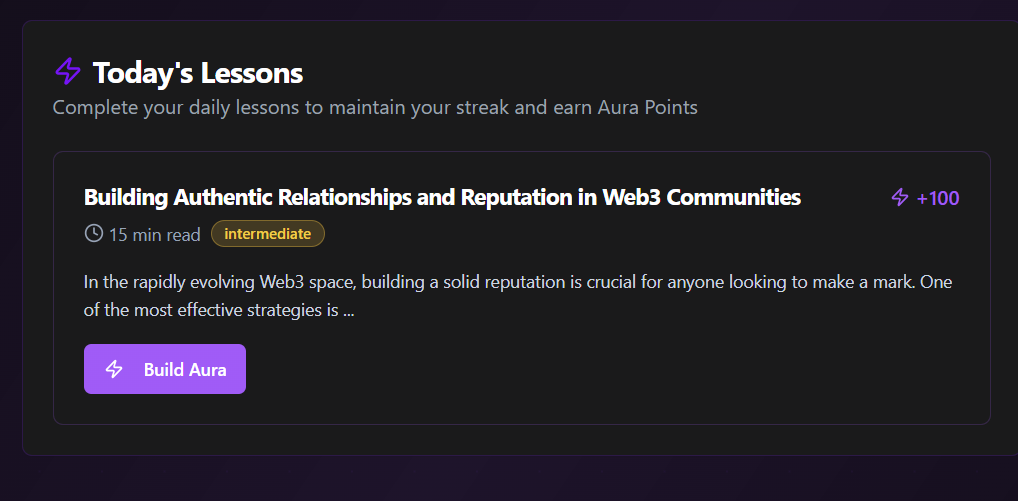 Today's Lessons
Complete your daily lessons to maintain your streak and earn Aura Points
Building Authentic Relationships and Reputation in Web3 Communities
+100
15 min read
intermediate
In the rapidly evolving Web3 space, building a solid reputation is crucial for anyone looking to make a mark. One
of the most effective strategies is ...
Build Aura